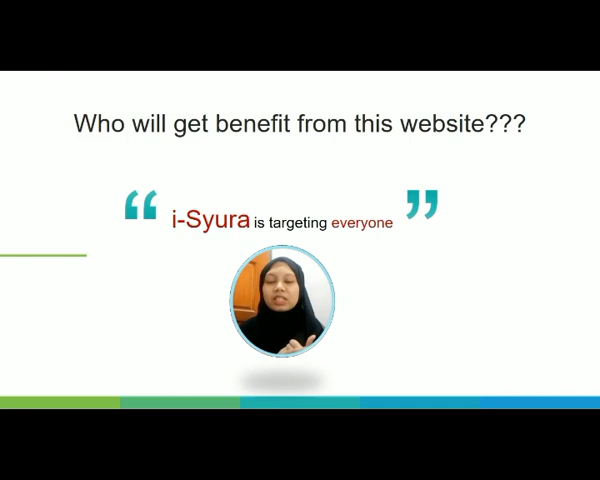 Who will get benefit from this website???
“ i-Syura is targeting everyone ”